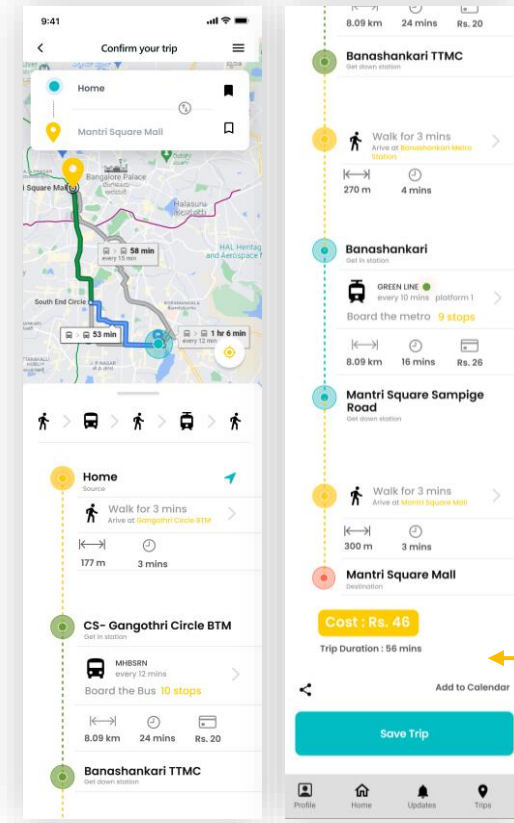 9:41
Confirm your trip
Home
Mantri Square Mall
Bangalore Palace
i Square Ma
Halasuru
HAL Heritag
and Aerospace
58 min
every 15 min
South End Circle
53 min
1 hr 6 min
every 12 min
J P NAGAR
Home
Source
Walk for 3 mins
Arive at Gangothri Circle BTM
177 m
3 mins
CS- Gangothri Circle BTM
Get in station
MHBSRN
every 12 mins
Board the Bus 10 stops
8.09 km
24 mins
Rs. 20
Banashankari TTMC
Get down station
8.09 km
24 mins
Rs. 20
Banashankari TTMC
Get down station
Walk for 3 mins
Arive at Banashankari Metro
Station
270 m
4 mins
Banashankari
Get in station
GREEN LINE
every 10 mins platform 1
Board the metro 9 stops
8.09 km
16 mins
Rs. 26
Mantri Square Sampige
Road
Get down station
Walk for 3 mins
Arive at Mantri Square Mall
300 m
3 mins
Mantri Square Mall
Destination
Cost : Rs. 46
Trip Duration : 56 mins
Add to Calendar
Save Trip
Profile
Home
Updates
Trips